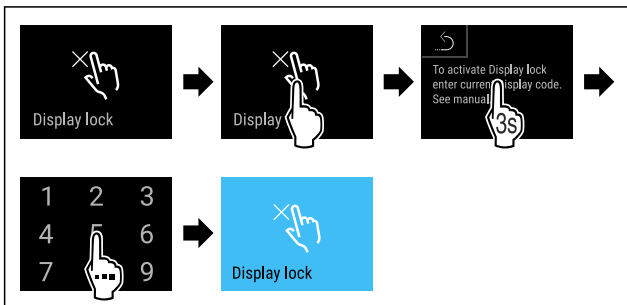 Display lock
Display
To activate Display lock
enter current display code.
See manual
3s
1 2 3
4 5 6
7 9
Display lock